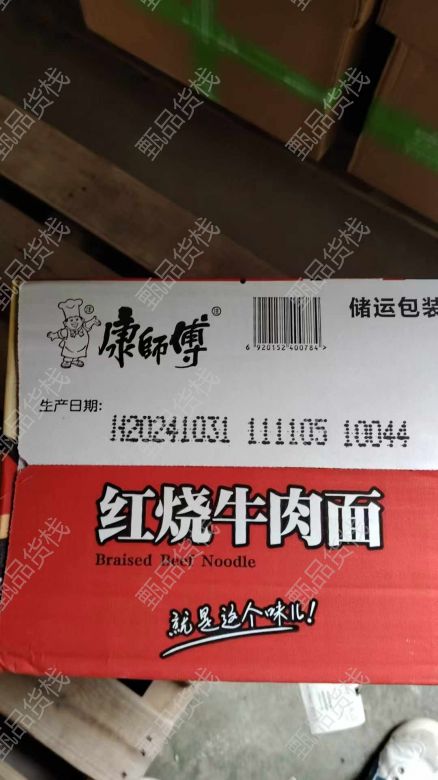 康師傅
6 920152 400784 >
储运包装
生产日期:
H20241031 111105 10044
红烧牛肉面
Braised Beef Noodle
就是这个味儿!
甄品货栈